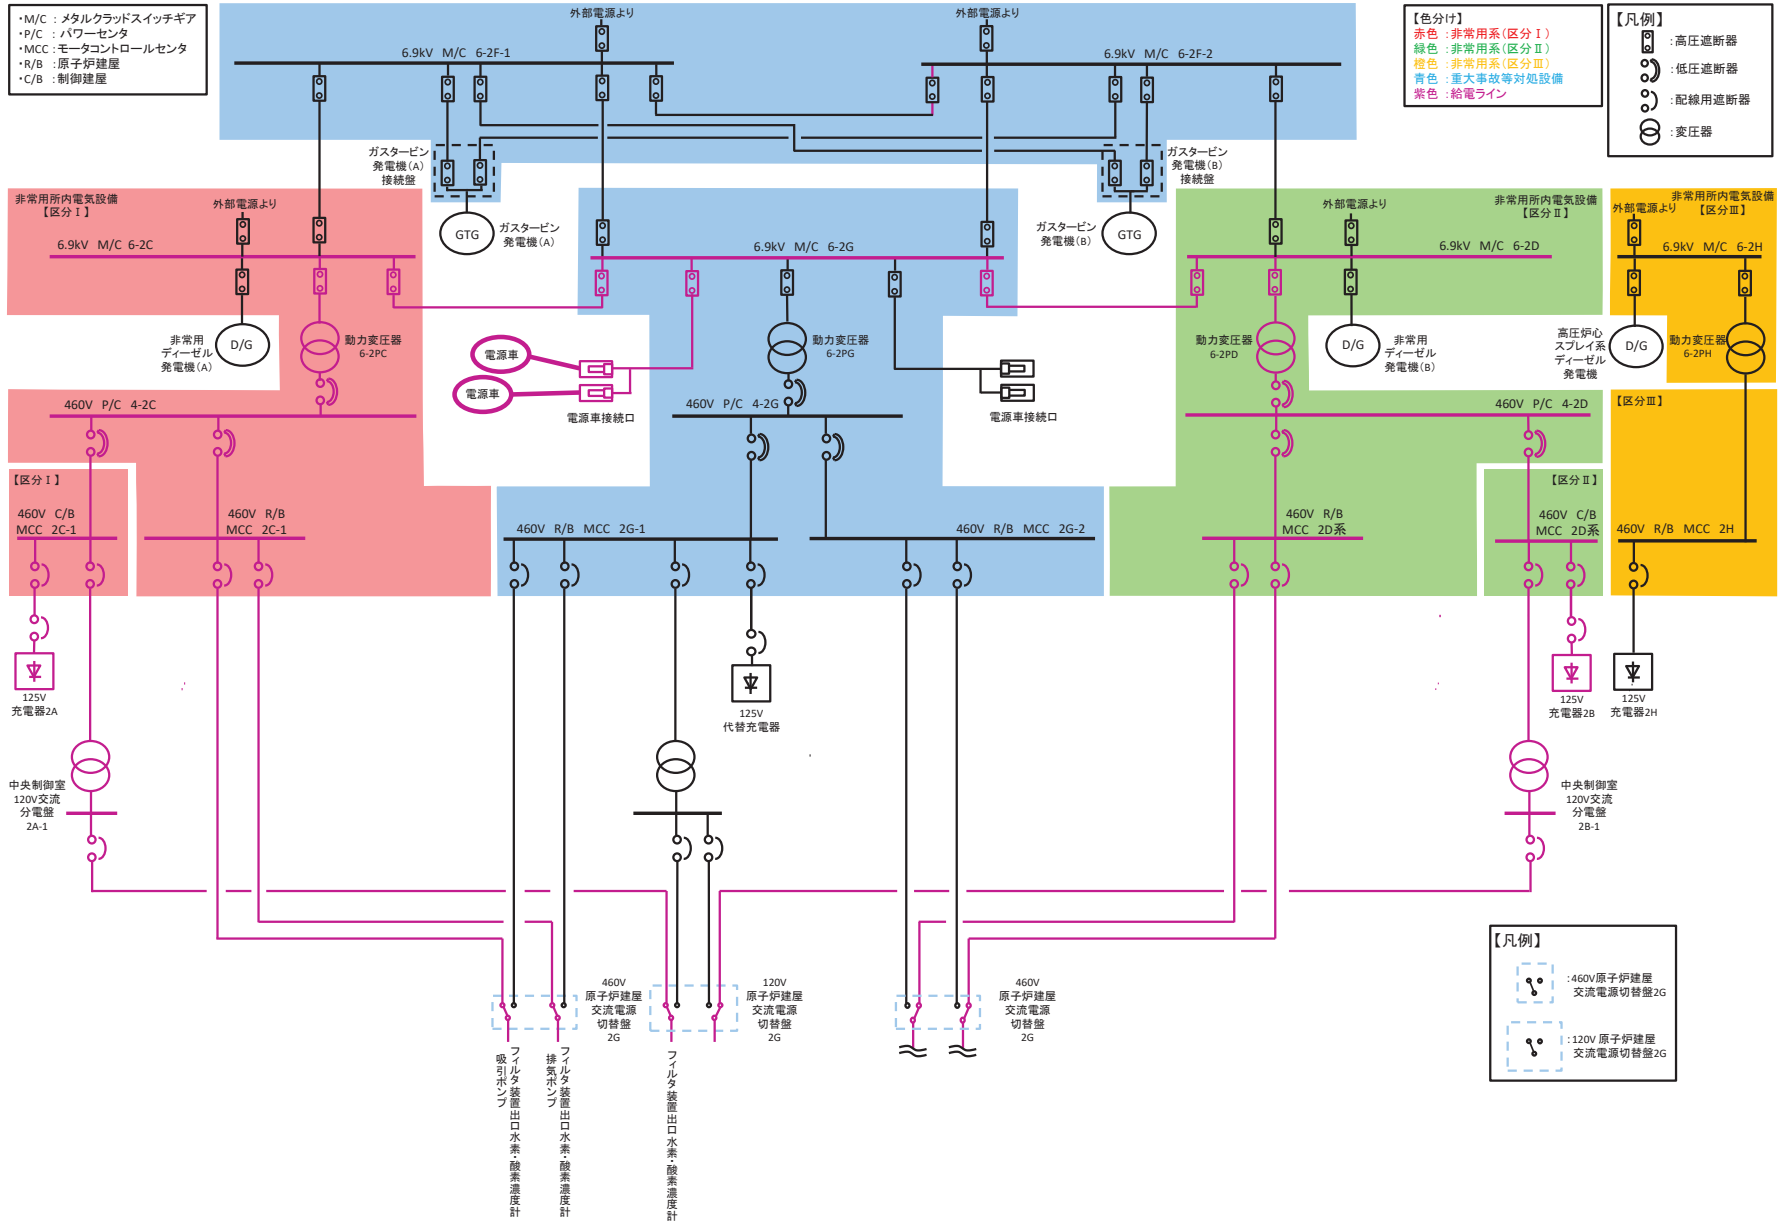 ・M/C：メタルクラッドスイッチギア
・P/C：パワーセンタ
・MCC：モータコントロールセンタ
・R/B：原子炉建屋
・C/B：制御建屋
外部電源より
外部電源より
6.9kV M/C 6-2F-1
6.9kV M/C 6-2F-2
【色分け】
赤色：非常用系(区分Ⅰ)
緑色：非常用系(区分Ⅱ)
橙色：非常用系(区分Ⅲ)
青色：重大事故等対処設備
紫色：給電ライン
【凡例】
：高圧遮断器
：低圧遮断器
：配線用遮断器
：変圧器
ガスタービン
発電機(A)
接続盤
ガスタービン
発電機(B)
接続盤
GTG
ガスタービン
発電機(A)
ガスタービン
発電機(B)
GTG
非常用所内電気設備
【区分Ⅰ】
外部電源より
6.9kV M/C 6-2C
6.9kV M/C 6-2G
外部電源より
非常用所内電気設備
【区分Ⅱ】
6.9kV M/C 6-2D
非常用所内電気設備
【区分Ⅲ】
外部電源より
6.9kV M/C 6-2H
非常用
ディーゼル
発電機(A)
D/G
動力変圧器
6-2PC
電源車
電源車
電源車接続口
動力変圧器
6-2PG
電源車接続口
動力変圧器
6-2PD
D/G
非常用
ディーゼル
発電機(B)
高圧炉心
スプレイ系
ディーゼル
発電機
D/G
動力変圧器
6-2PH
460V P/C 4-2C
460V P/C 4-2G
460V P/C 4-2D
【区分Ⅲ】
【区分Ⅰ】
【区分Ⅱ】
460V C/B
MCC 2C-1
460V R/B
MCC 2C-1
460V R/B MCC 2G-1
460V R/B MCC 2G-2
460V R/B
MCC 2D系
460V C/B
MCC 2D系
460V R/B MCC 2H
125V
充電器2A
125V
代替充電器
125V
充電器2B
125V
充電器2H
中央制御室
120V交流
分電盤
2A-1
中央制御室
120V交流
分電盤
2B-1
460V
原子炉建屋
交流電源
切替盤
2G
120V
原子炉建屋
交流電源
切替盤
2G
460V
原子炉建屋
交流電源
切替盤
2G
フィルタ装置出口水素・酸素濃度計
吸引ポンプ
フィルタ装置出口水素・酸素濃度計
排気ポンプ
フィルタ装置出口水素・酸素濃度計
【凡例】
：460V原子炉建屋
交流電源切替盤2G
：120V 原子炉建屋
交流電源切替盤2G